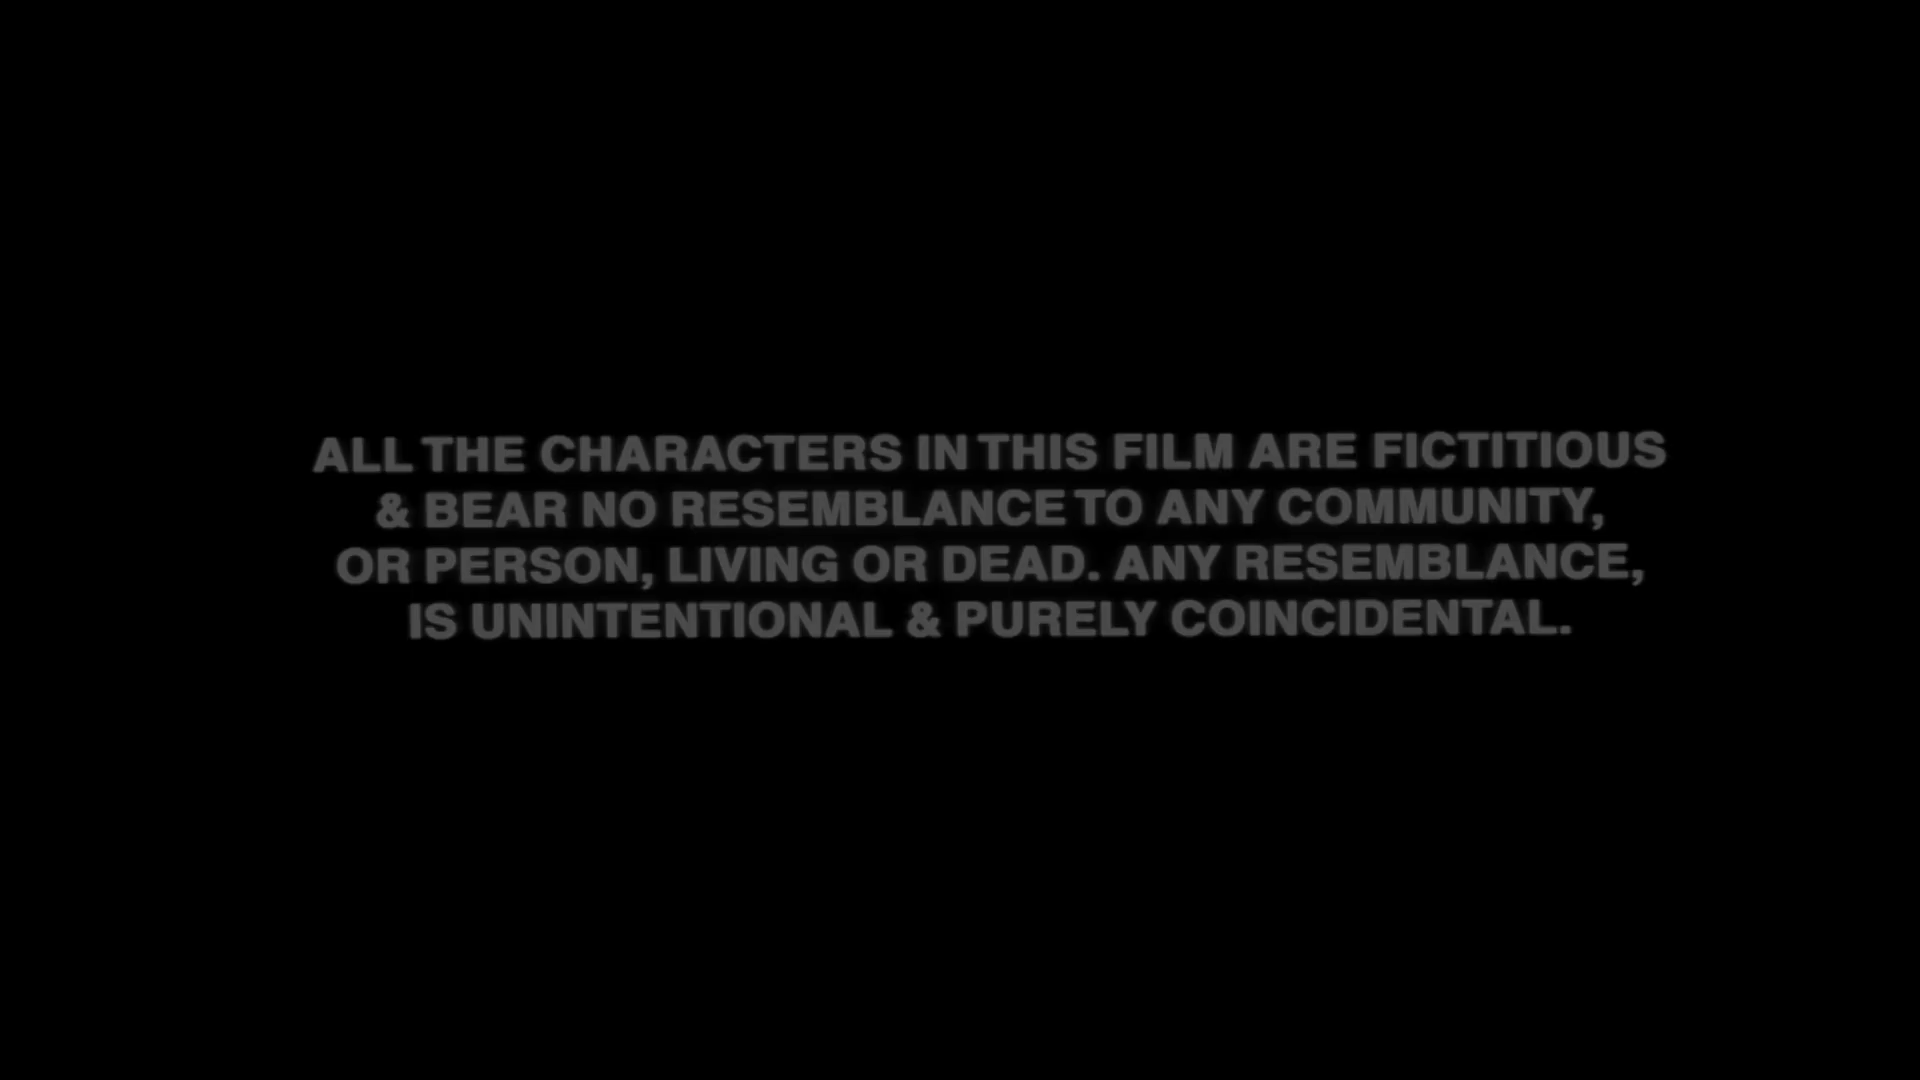 ALL THE CHARACTERS IN THIS FILM ARE FICTITIOUS
& BEAR NO RESEMBLANCE TO ANY COMMUNITY,
OR PERSON, LIVING OR DEAD. ANY RESEMBLANCE,
IS UNINTENTIONAL & PURELY COINCIDENTAL.